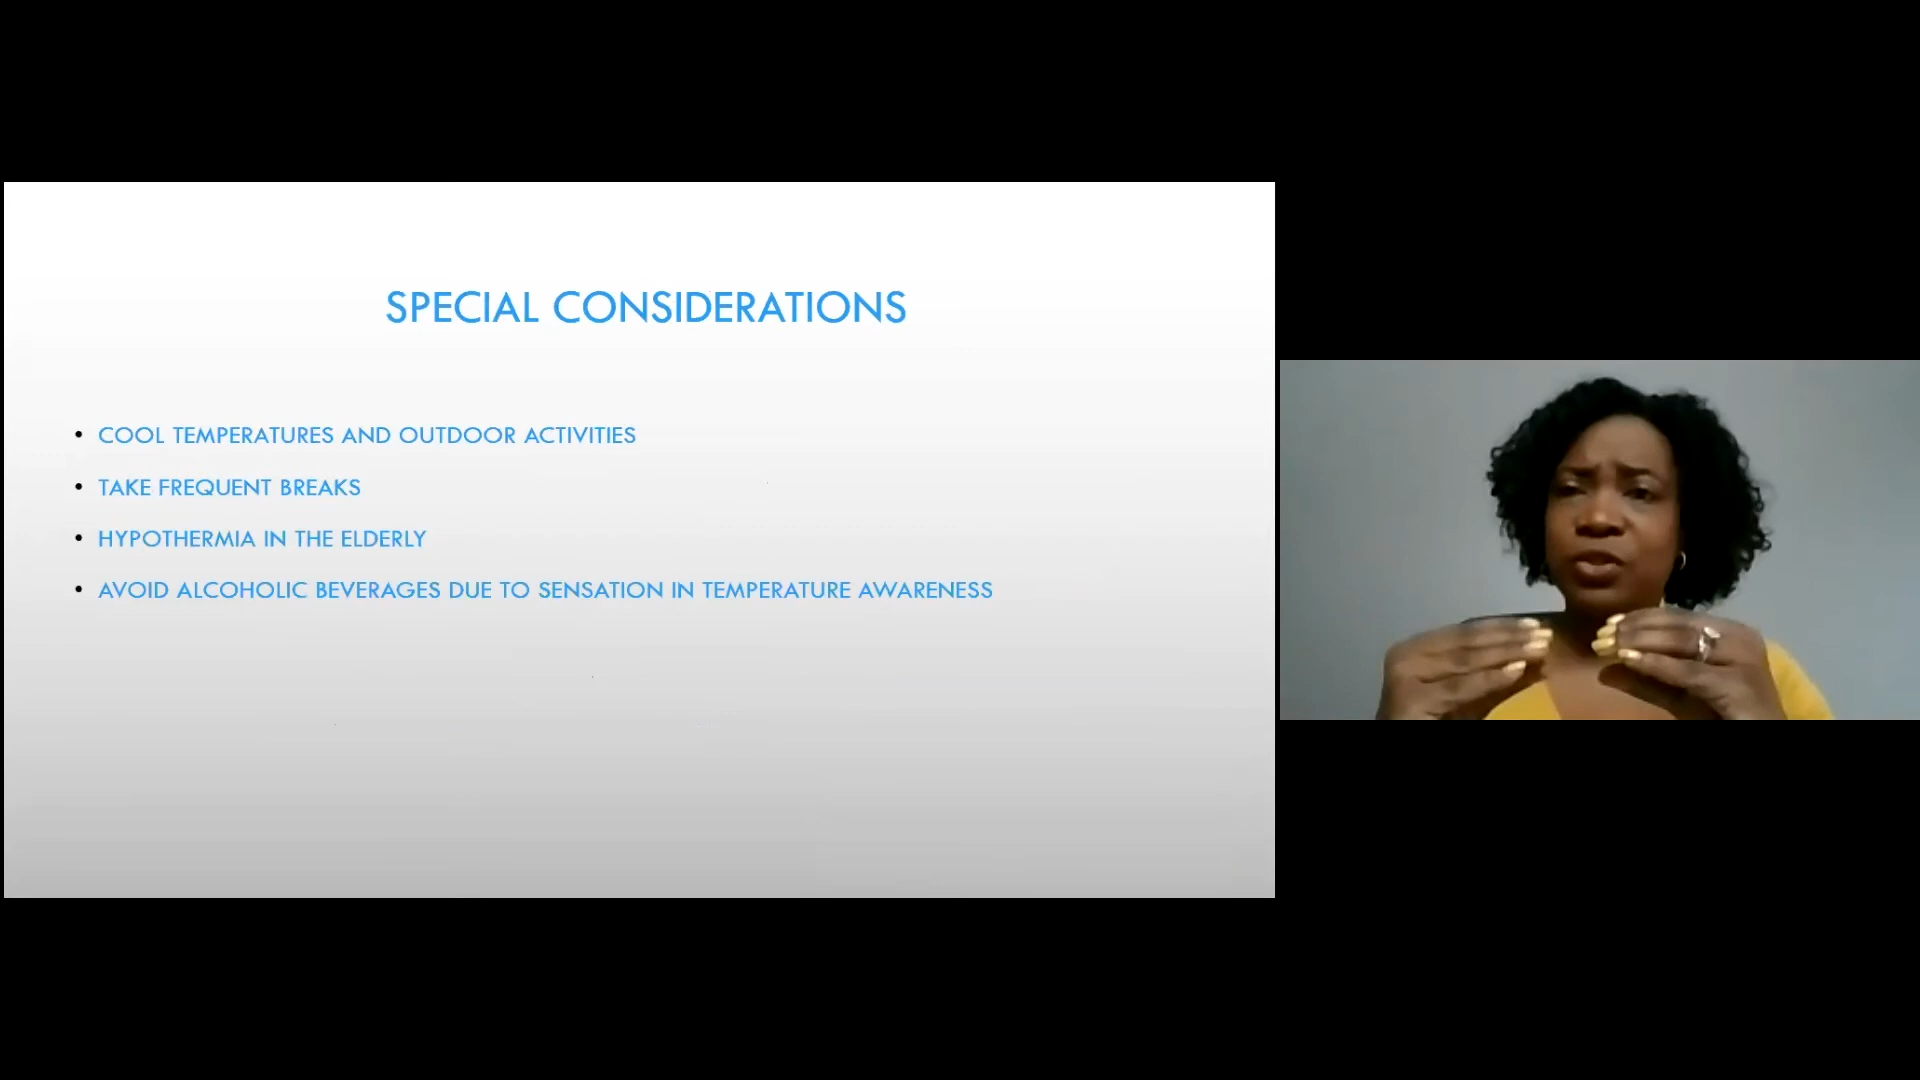 SPECIAL CONSIDERATIONS
• COOL TEMPERATURES AND OUTDOOR ACTIVITIES
• TAKE FREQUENT BREAKS
• HYPOTHERMIA IN THE ELDERLY
• AVOID ALCOHOLIC BEVERAGES DUE TO SENSATION IN TEMPERATURE AWARENESS